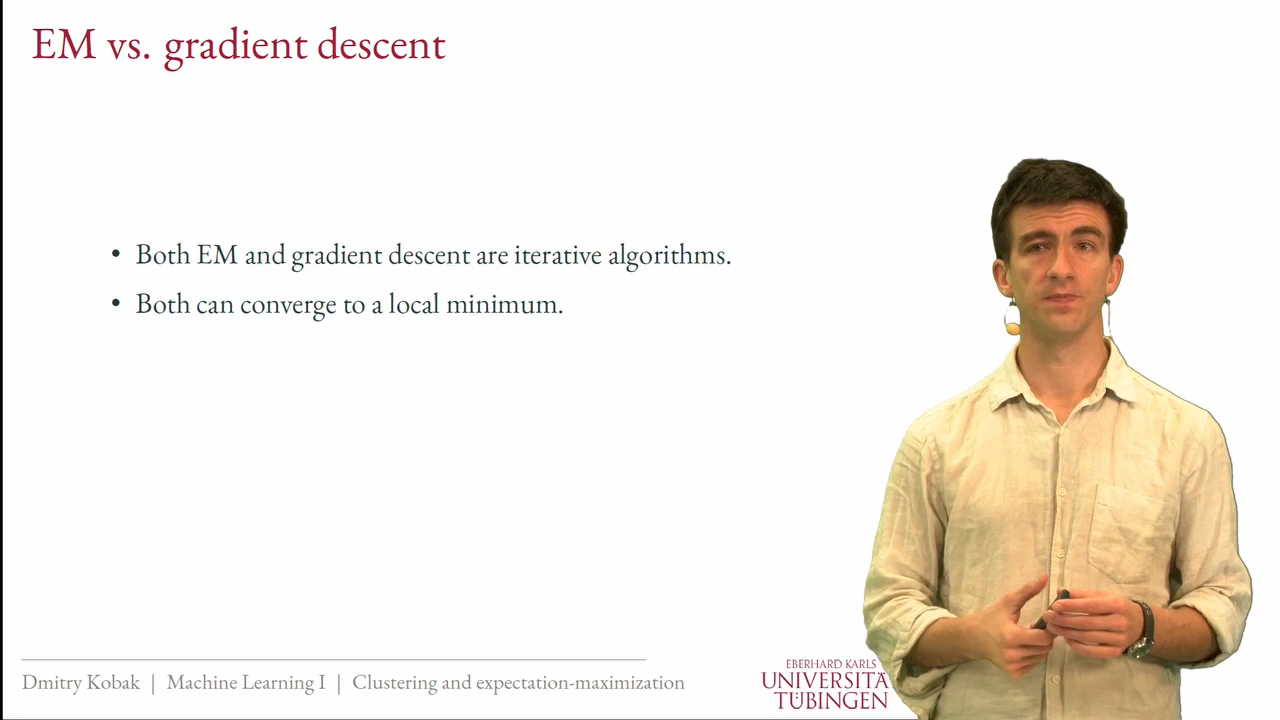 EM vs. gradient descent
• Both EM and gradient descent are iterative algorithms.
• Both can converge to a local minimum.
Dmitry Kobak | Machine Learning I | Clustering and expectation-maximization
EBERHARD KARLS
UNIVERSITÄT
TÜBINGEN